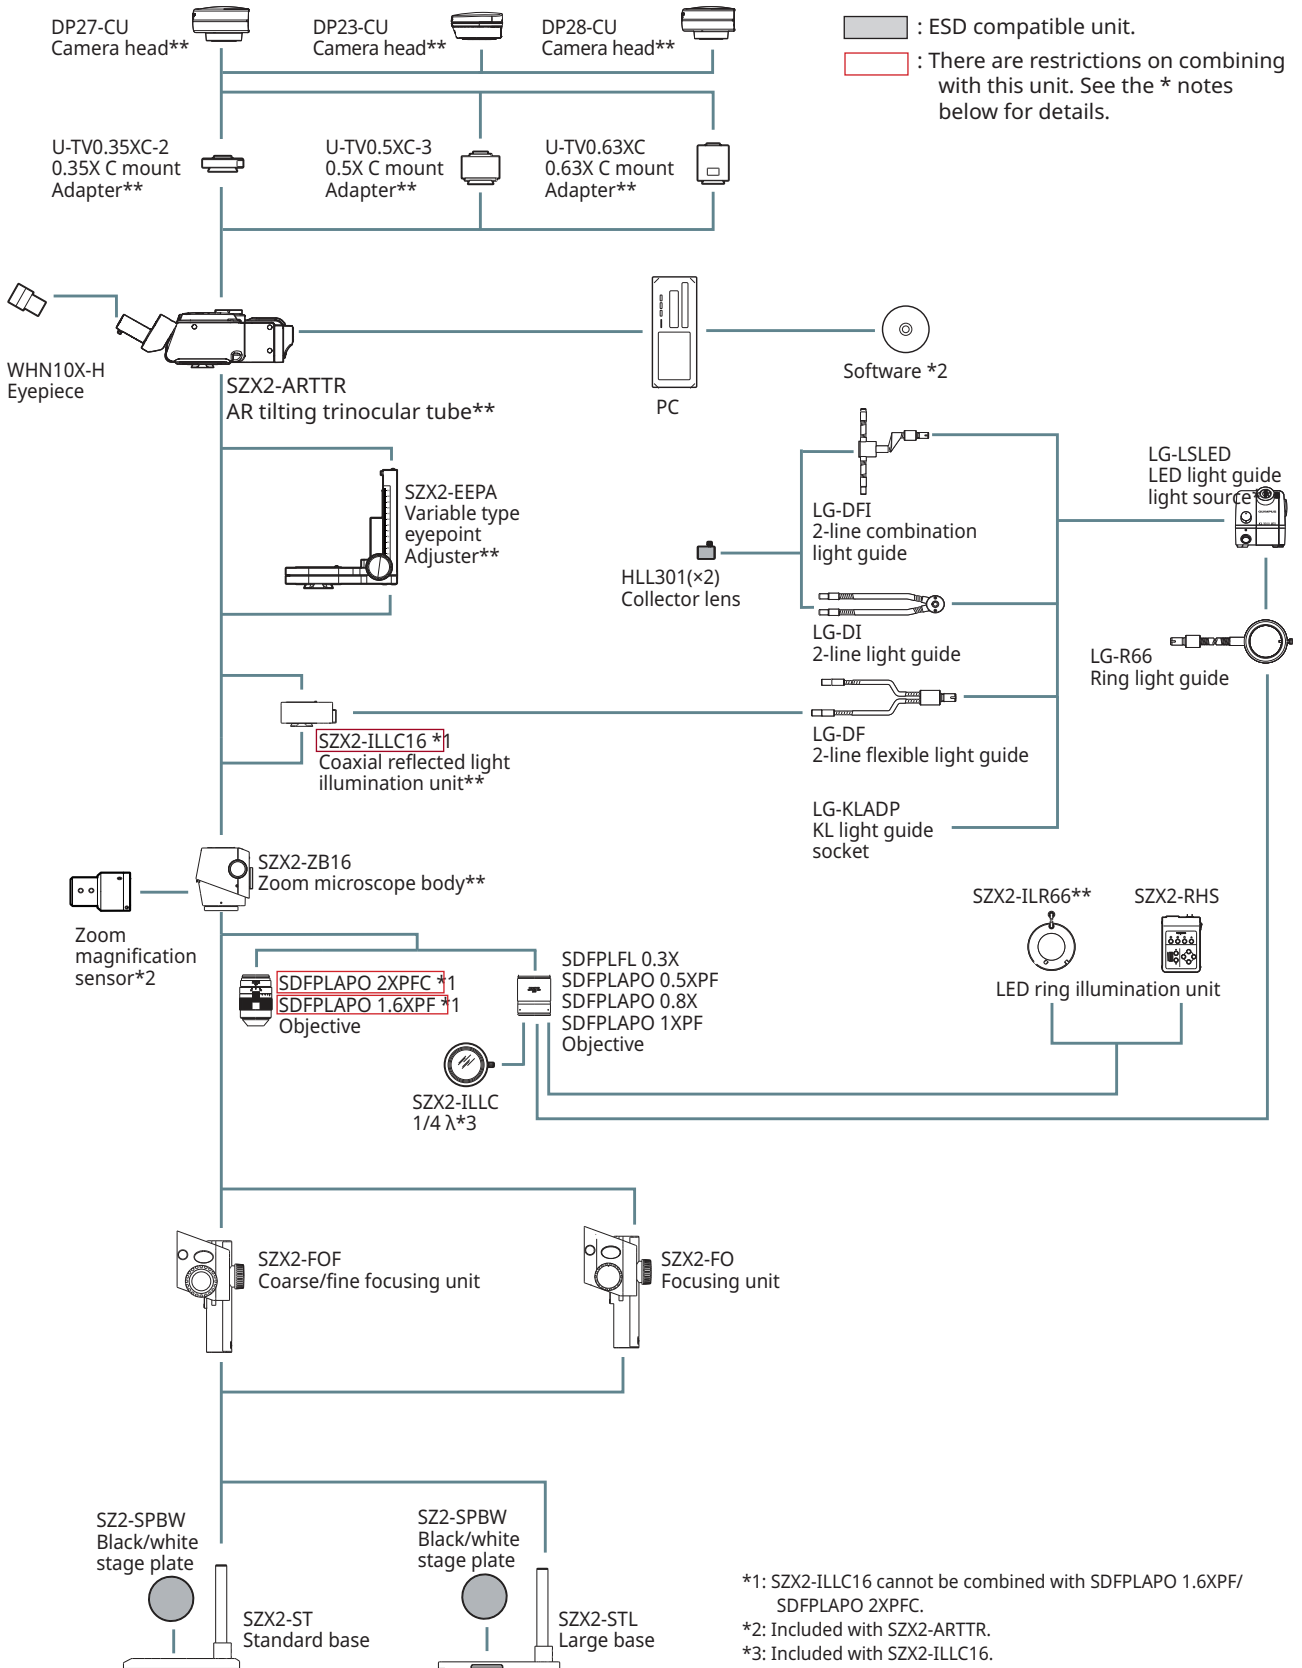 DP27-CU
Camera head**
DP23-CU
Camera head**
DP28-CU
Camera head**
: ESD compatible unit.
: There are restrictions on combining
with this unit. See the * notes
below for details.
U-TV0.35XC-2
0.35X C mount
Adapter**
U-TV0.5XC-3
0.5X C mount
Adapter**
U-TV0.63XC
0.63X C mount
Adapter**
WHN10X-H
Eyepiece
SZX2-ARTTR
AR tilting trinocular tube**
PC
Software *2
SZX2-EEPA
Variable type
eyepoint
Adjuster**
HLL301(×2)
Collector lens
LG-DFI
2-line combination
light guide
LG-LSLED
LED light guide
light source
LG-DI
2-line light guide
LG-R66
Ring light guide
SZX2-ILLC16 *1
Coaxial reflected light
illumination unit**
LG-DF
2-line flexible light guide
LG-KLADP
KL light guide
socket
SZX2-ZB16
Zoom microscope body**
Zoom
magnification
sensor*2
SZX2-ILR66**
SZX2-RHS
LED ring illumination unit
SDFPLAPO 2XPFC *1
SDFPLAPO 1.6XPF *1
Objective
SDFPLFL 0.3X
SDFPLAPO 0.5XPF
SDFPLAPO 0.8X
SDFPLAPO 1XPF
Objective
SZX2-ILLC
1/4 λ*3
SZX2-FOF
Coarse/fine focusing unit
SZX2-FO
Focusing unit
SZ2-SPBW
Black/white
stage plate
SZX2-ST
Standard base
SZ2-SPBW
Black/white
stage plate
SZX2-STL
Large base
*1: SZX2-ILLC16 cannot be combined with SDFPLAPO 1.6XPF/
SDFPLAPO 2XPFC.
*2: Included with SZX2-ARTTR.
*3: Included with SZX2-ILLC16.